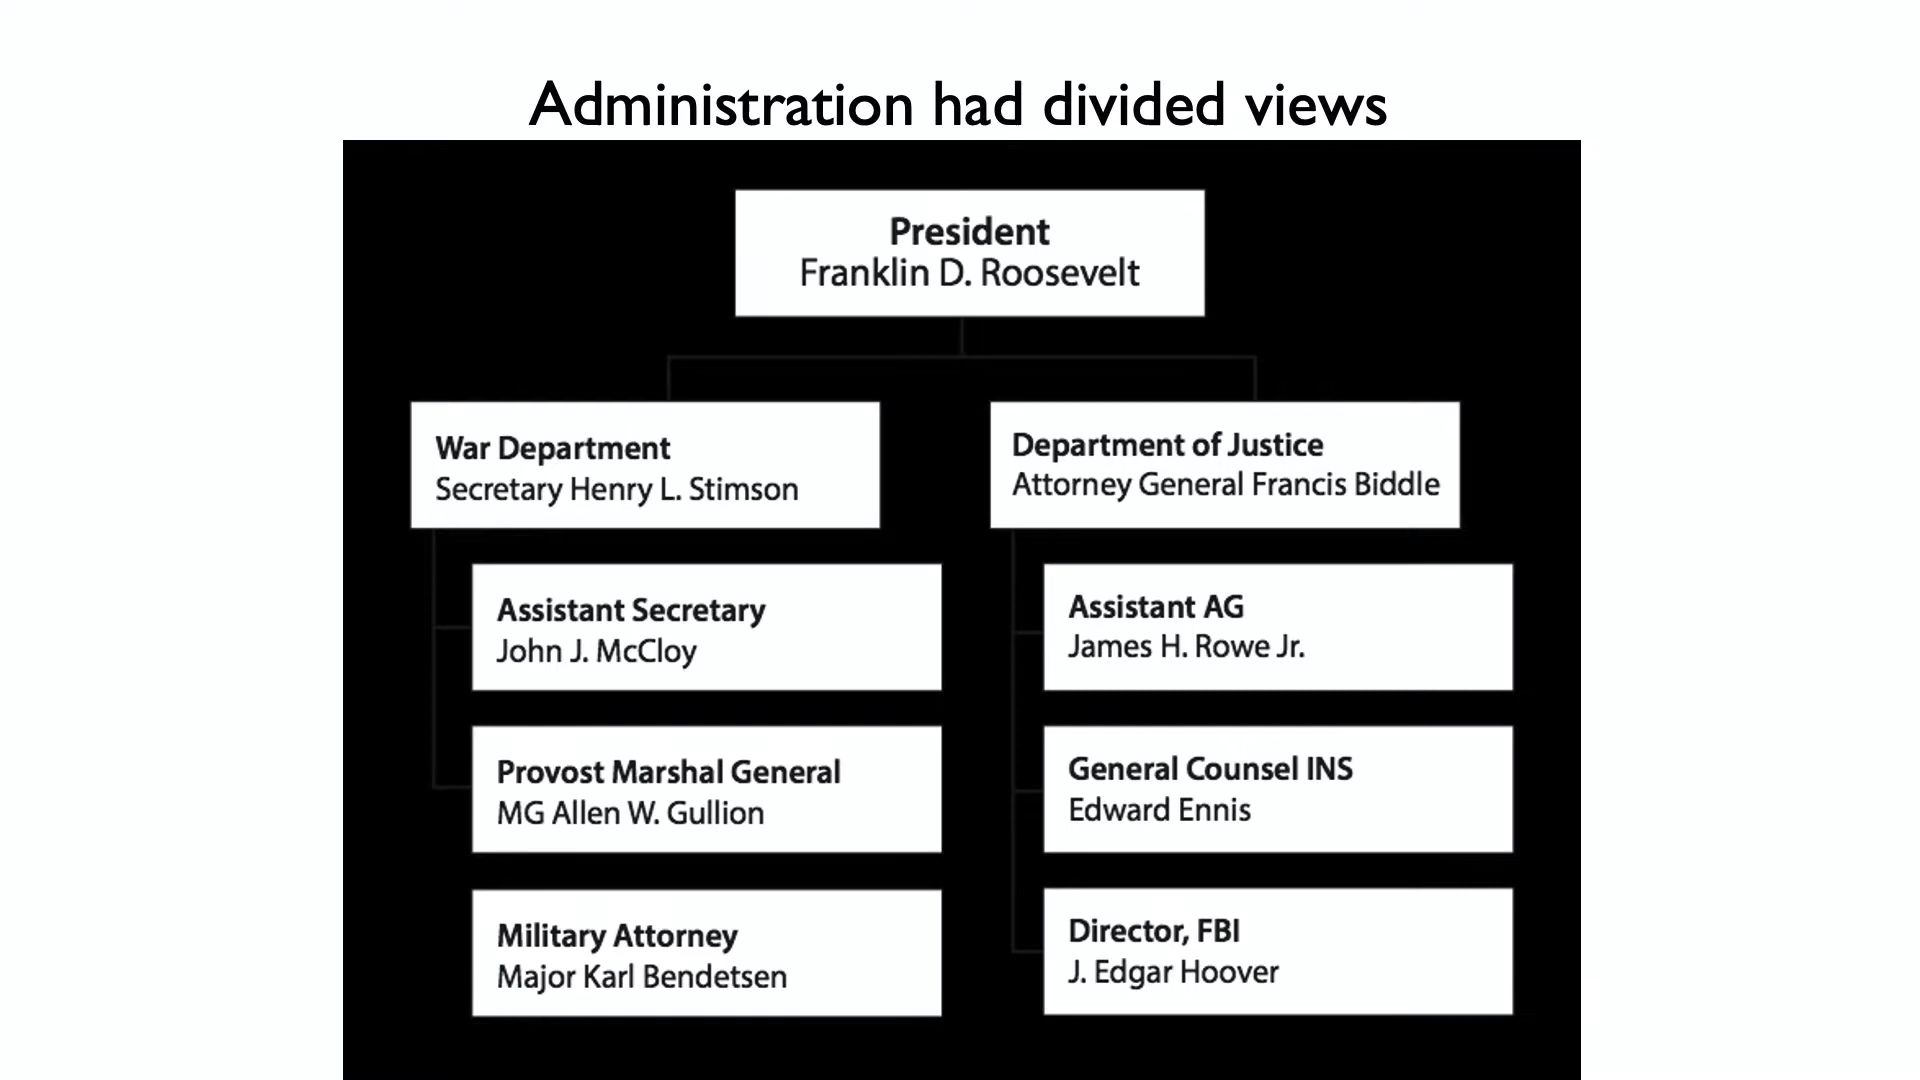 Administration had divided views
President
Franklin D. Roosevelt
War Department
Secretary Henry L. Stimson
Department of Justice
Attorney General Francis Biddle
Assistant Secretary
John J. McCloy
Assistant AG
James H. Rowe Jr.
Provost Marshal General
MG Allen W. Gullion
General Counsel INS
Edward Ennis
Military Attorney
Major Karl Bendetsen
Director, FBI
J. Edgar Hoover